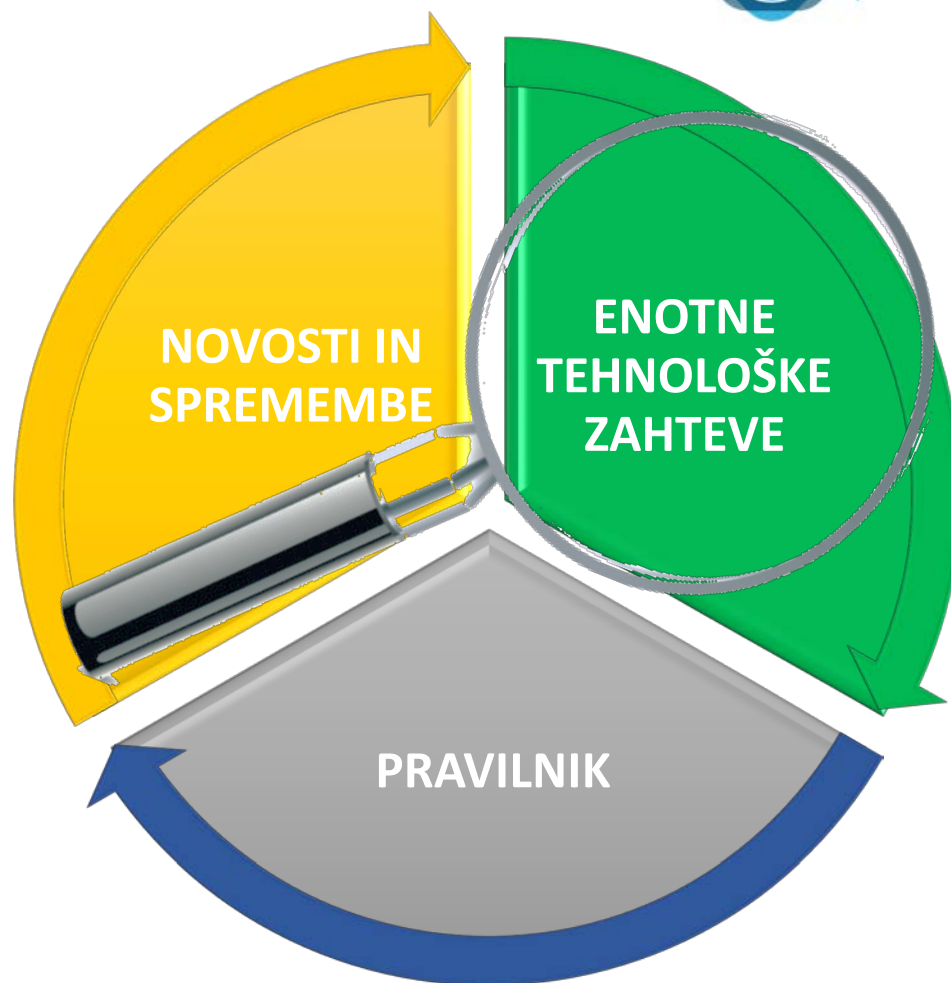 NOVOSTI IN
SPREMEMBE
ENOTNE
TEHNOLOŠKE
ZAHTEVE
PRAVILNIK